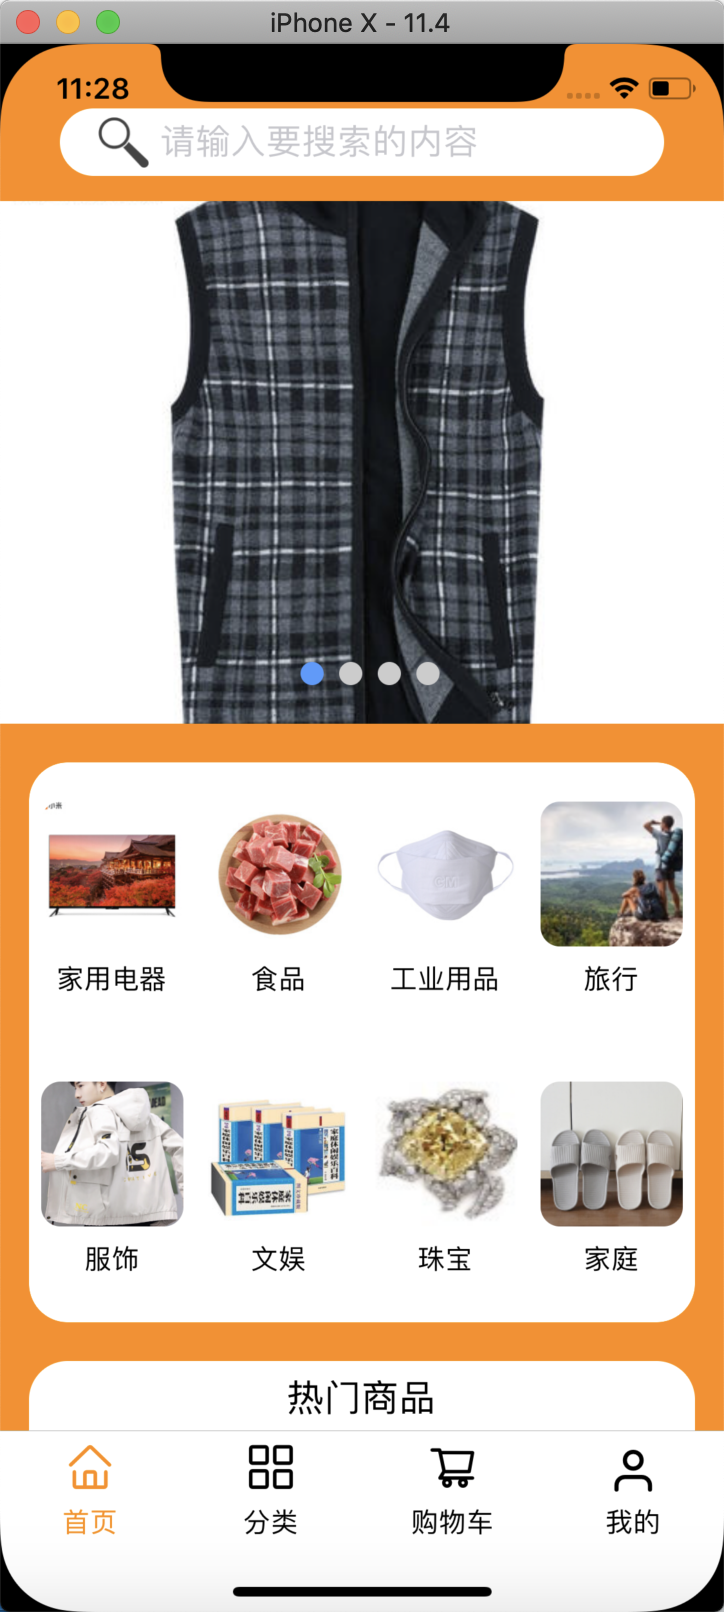 iPhone X - 11.4
11:28
请输入要搜索的内容
小米
家用电器
食品
工业用品
旅行
服饰
文娱
珠宝
家庭
热门商品
首页
分类
购物车
我的